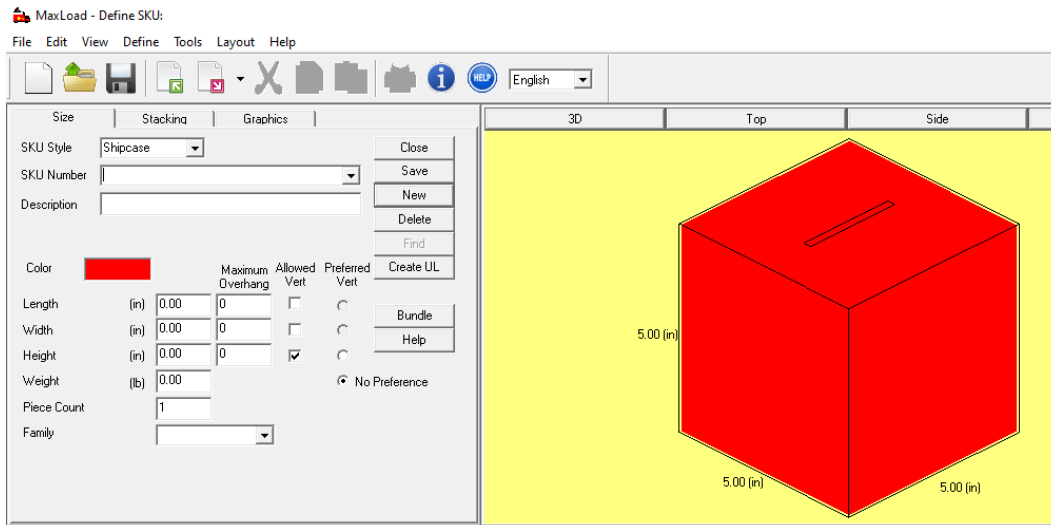 MaxLoad - Define SKU:
File Edit View Define Tools Layout Help
HELP English
Size Stacking Graphics
3D Top Side
SKU Style Shipcase Close
SKU Number Save
New
Description
Delete
Find
Color Maximum Overhang Allowed Vert Preferred Vert Create UL
Length (in) 0.00 0
Bundle
Width (in) 0.00 0
Help
Height (in) 0.00 0
Weight (lb) 0.00 No Preference
Piece Count 1
Family
5.00 (in)
5.00 (in)
5.00 (in)